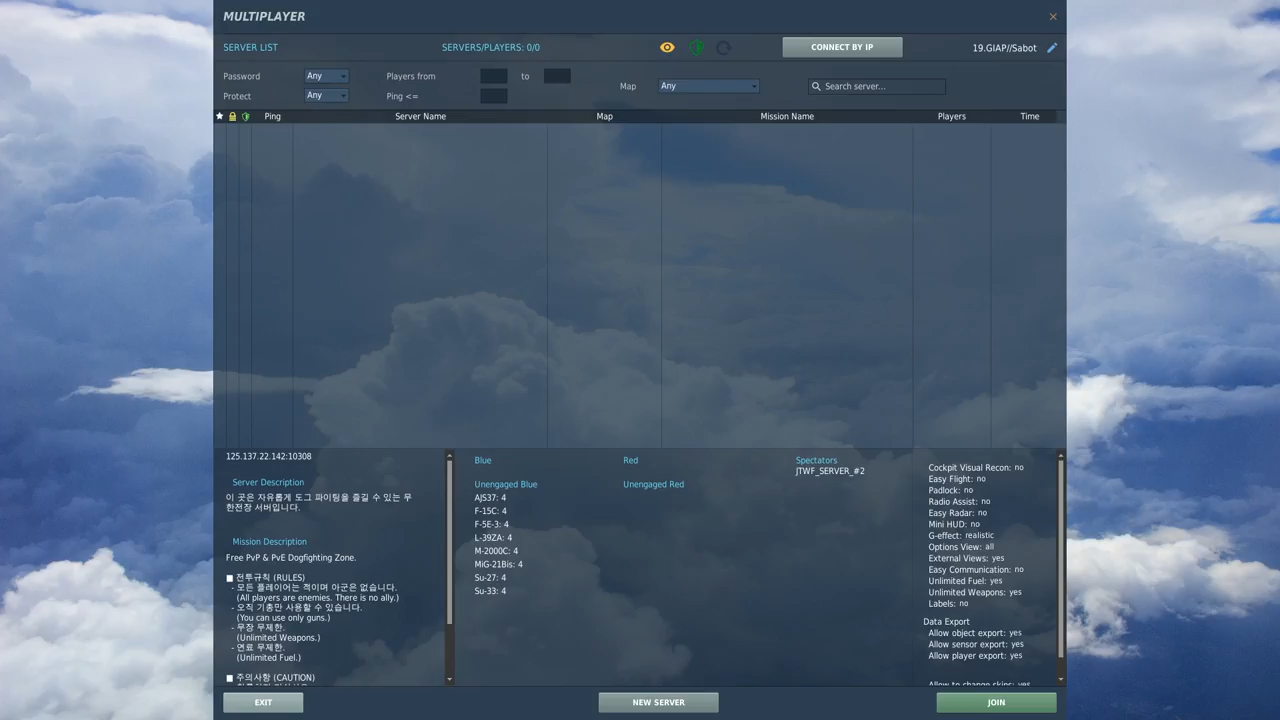 MULTIPLAYER
SERVER LIST
SERVERS/PLAYERS: 0/0
CONNECT BY IP
19.GIAP//Sabot
Password
Any
Players from
to
Map
Any
Search server...
Protect
Any
Ping <=
Ping
Server Name
Map
Mission Name
Players
Time
125.137.22.142:10308
Server Description
이 곳은 자유롭게 도그 파이팅을 즐길 수 있는 무
한전장 서버입니다.
Mission Description
Free PvP & PvE Dogfighting Zone.
■ 전투규칙 (RULES)
- 모든 플레이어는 적이며 아군은 없습니다.
(All players are enemies. There is no ally.)
- 오직 기총만 사용할 수 있습니다.
(You can use only guns.)
- 무장 무제한.
(Unlimited Weapons.)
- 연료 무제한.
(Unlimited Fuel.)
■ 주의사항 (CAUTION)
Blue
Unengaged Blue
AJS37: 4
F-15C: 4
F-5E-3: 4
L-39ZA: 4
M-2000C: 4
MiG-21Bis: 4
Su-27: 4
Su-33: 4
Red
Unengaged Red
Spectators
JTWF_SERVER_#2
Cockpit Visual Recon: no
Easy Flight: no
Padlock: no
Radio Assist: no
Easy Radar: no
Mini HUD: no
G-effect: realistic
Options View: all
External Views: yes
Easy Communication: no
Unlimited Fuel: yes
Unlimited Weapons: yes
Labels: no
Data Export
Allow object export: yes
Allow sensor export: yes
Allow player export: yes
Allow to change skins: yes
EXIT
NEW SERVER
JOIN